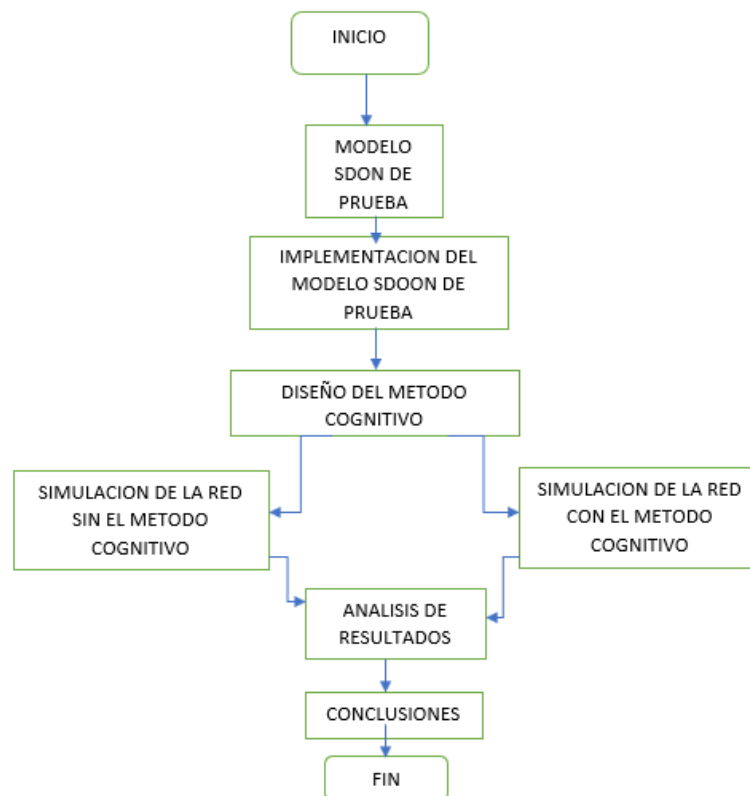 INICIO
MODELO
SDON DE
PRUEBA
IMPLEMENTACION DEL
MODELO SDOON DE
PRUEBA
DISEÑO DEL METODO
COGNITIVO
SIMULACION DE LA RED
SIN EL METODO
COGNITIVO
SIMULACION DE LA RED
CON EL METODO
COGNITIVO
ANALISIS DE
RESULTADOS
CONCLUSIONES
FIN